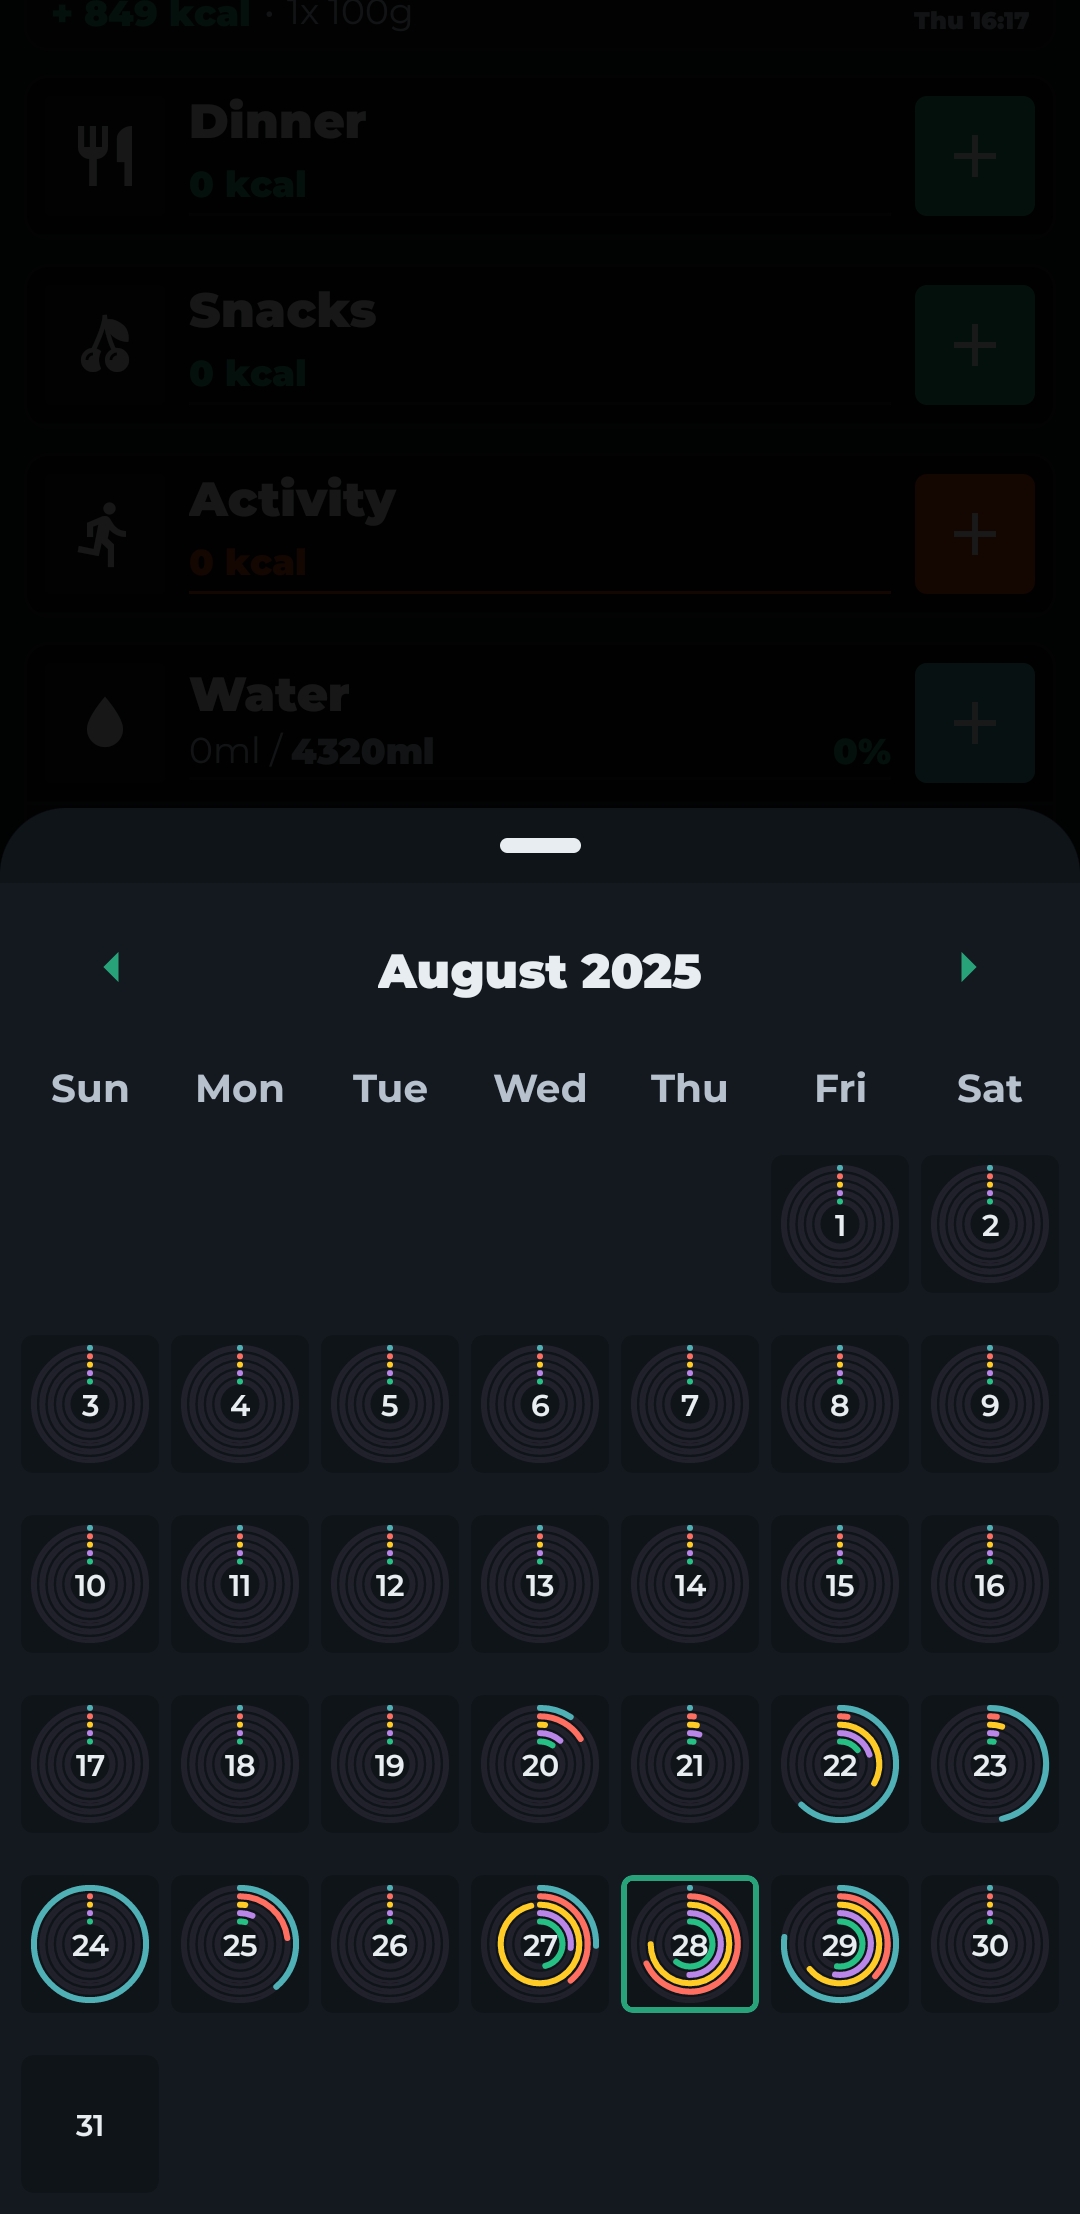 + 849 kcal · 1x 100g
Thu 16:17
Dinner
0 kcal
Snacks
0 kcal
Activity
0 kcal
Water
0ml / 4320ml
0%
August 2025
Sun Mon Tue Wed Thu Fri Sat
1 2
3 4 5 6 7 8 9
10 11 12 13 14 15 16
17 18 19 20 21 22 23
24 25 26 27 28 29 30
31